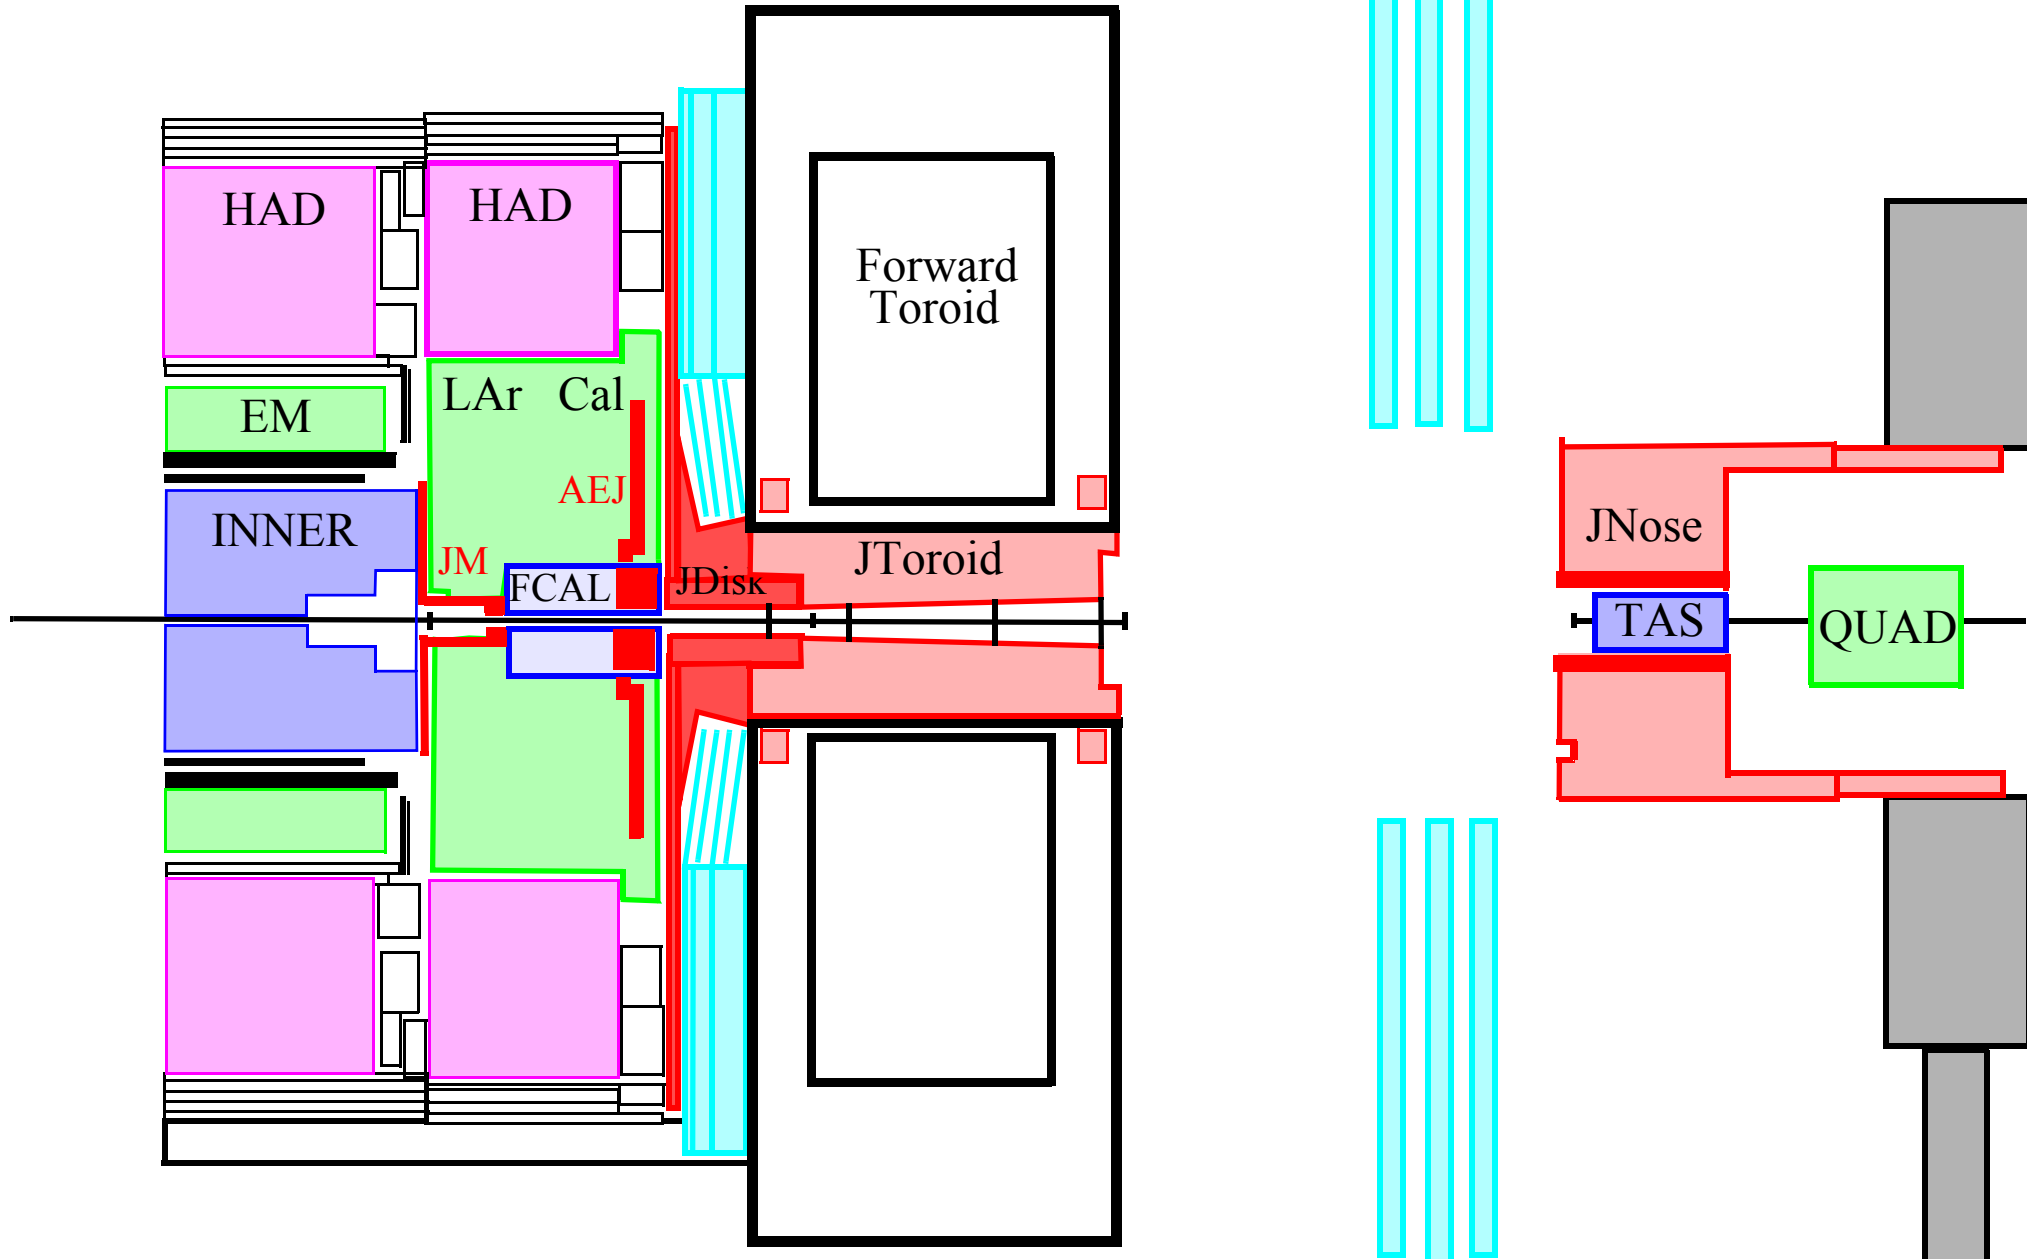 HAD
HAD
Forward
Toroid
LAr Cal
EM
AEJ
INNER
JNose
JM
FCAL
JDisk
JToroid
TAS
QUAD